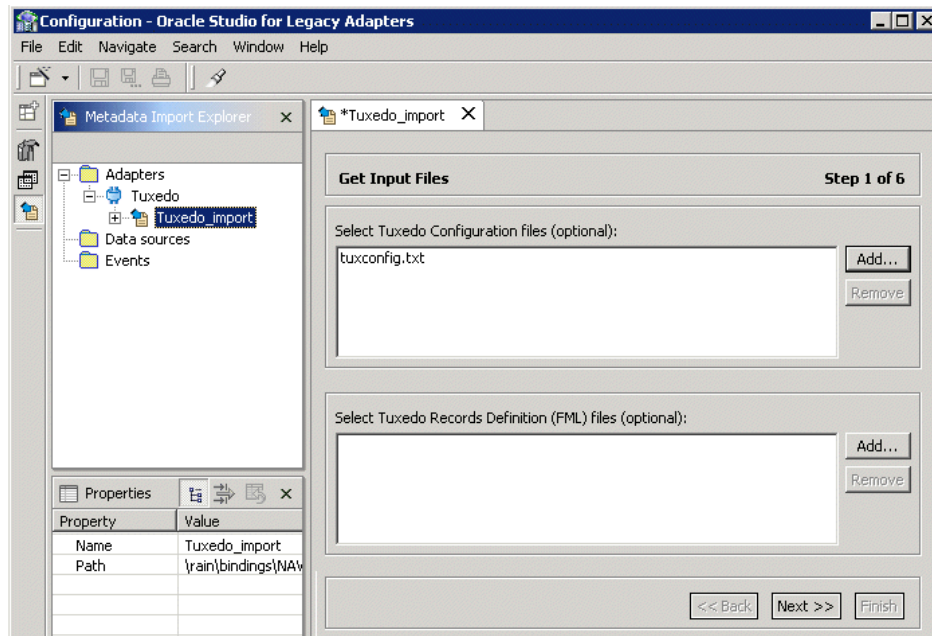 Configuration - Oracle Studio for Legacy Adapters
File Edit Navigate Search Window Help
Metadata Import Explorer
*Tuxedo_import
Adapters
Tuxedo
Tuxedo_import
Data sources
Events
Get Input Files Step 1 of 6
Select Tuxedo Configuration files (optional):
tuxconfig.txt
Add...
Remove
Select Tuxedo Records Definition (FML) files (optional):
Add...
Remove
Properties
Property Value
Name Tuxedo_import
Path \rain\bindings\NAV
<< Back Next >> Finish